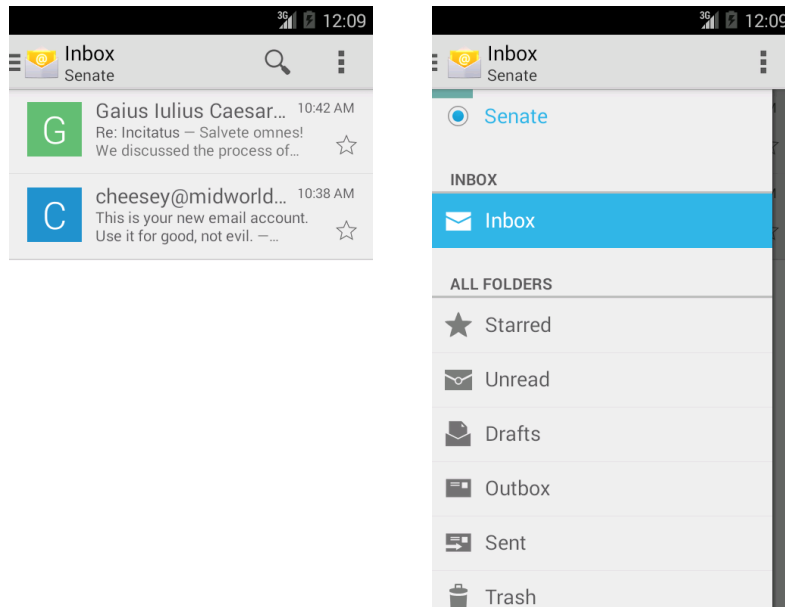 3G 12:09
Inbox
Senate
G
Gaius Iulius Caesar... 10:42 AM
Re: Incitatus — Salvete omnes!
We discussed the process of...
C
cheesey@midworld... 10:38 AM
This is your new email account.
Use it for good, not evil. —...
3G 12:09
Inbox
Senate
Senate
INBOX
Inbox
ALL FOLDERS
Starred
Unread
Drafts
Outbox
Sent
Trash